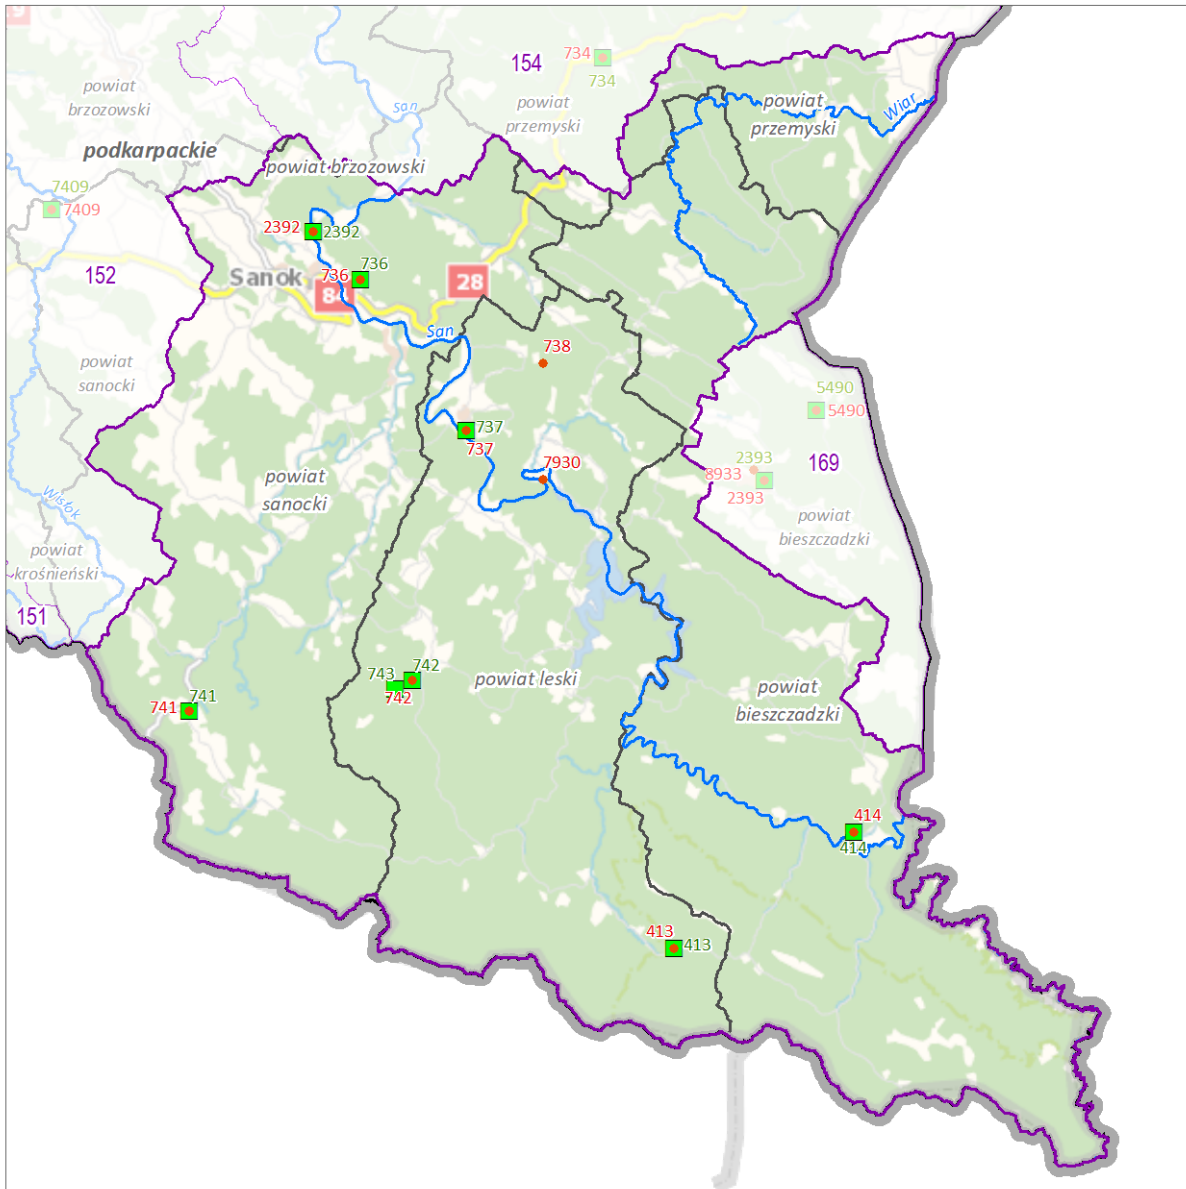 29
154
734
734
powiat
brzozowski
San
powiat
przemyski
powiat
przemyski
Wiar
podkarpackie
powiat brzozowski
7409
7409
2392
2392
736
736
Sanok
84
28
152
San
738
powiat
sanocki
5490
5490
737
737
2393
8933
2393
169
7930
powiat
sanocki
Wisłok
powiat
bieszczadzki
powiat
krośnieński
151
743
742
742
powiat leski
741
741
powiat
bieszczadzki
414
414
413
413